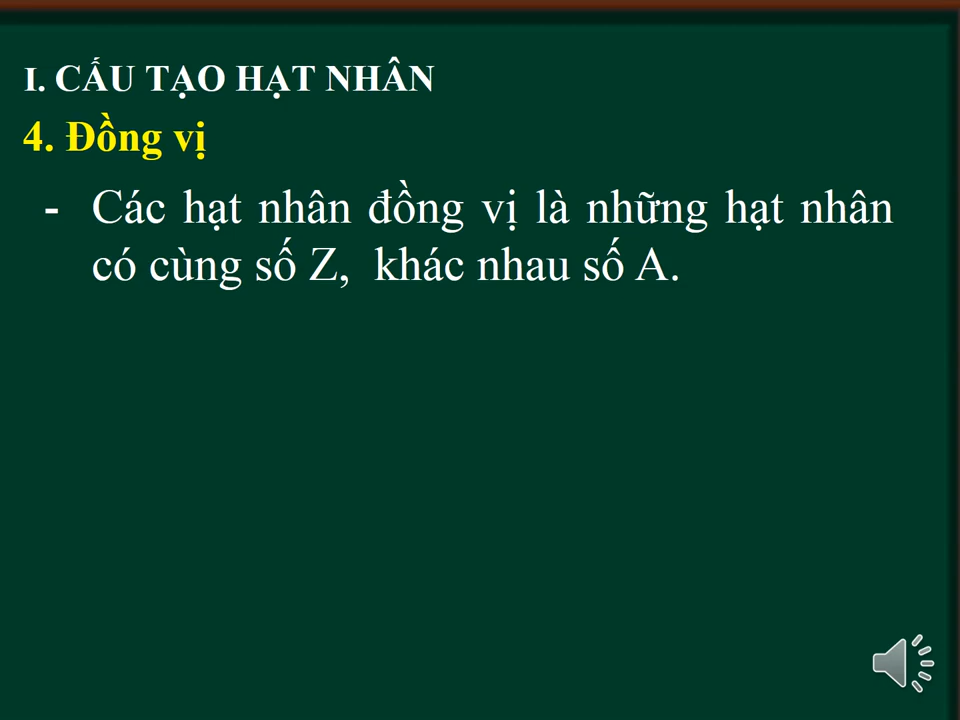 I. CẤU TẠO HẠT NHÂN
4. Đồng vị
- Các hạt nhân đồng vị là những hạt nhân
có cùng số Z, khác nhau số A.